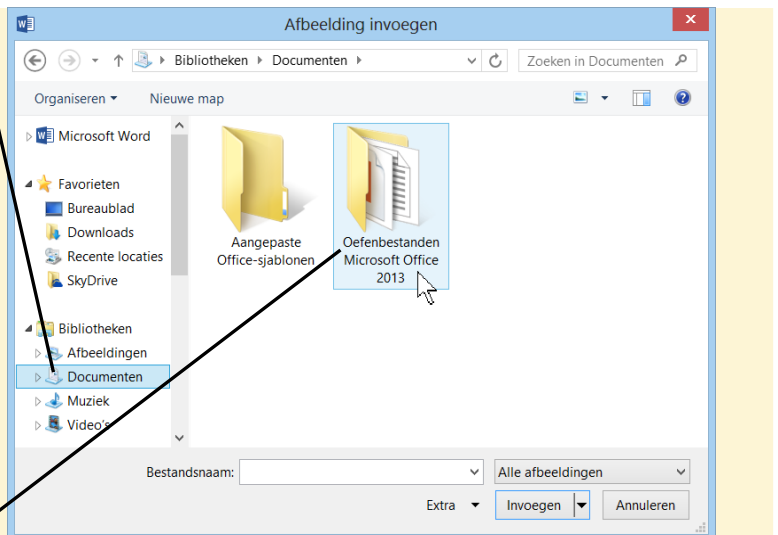 Afbeelding invoegen
Bibliotheken Documenten
Zoeken in Documenten
Organiseren Nieuwe map
Microsoft Word
Favorieten
Bureaublad
Downloads
Recente locaties
SkyDrive
Bibliotheken
Afbeeldingen
Documenten
Muziek
Video's
Aangepaste
Office-sjablonen
Oefenbestanden
Microsoft Office
2013
Bestandsnaam:
Alle afbeeldingen
Extra Invoegen Annuleren